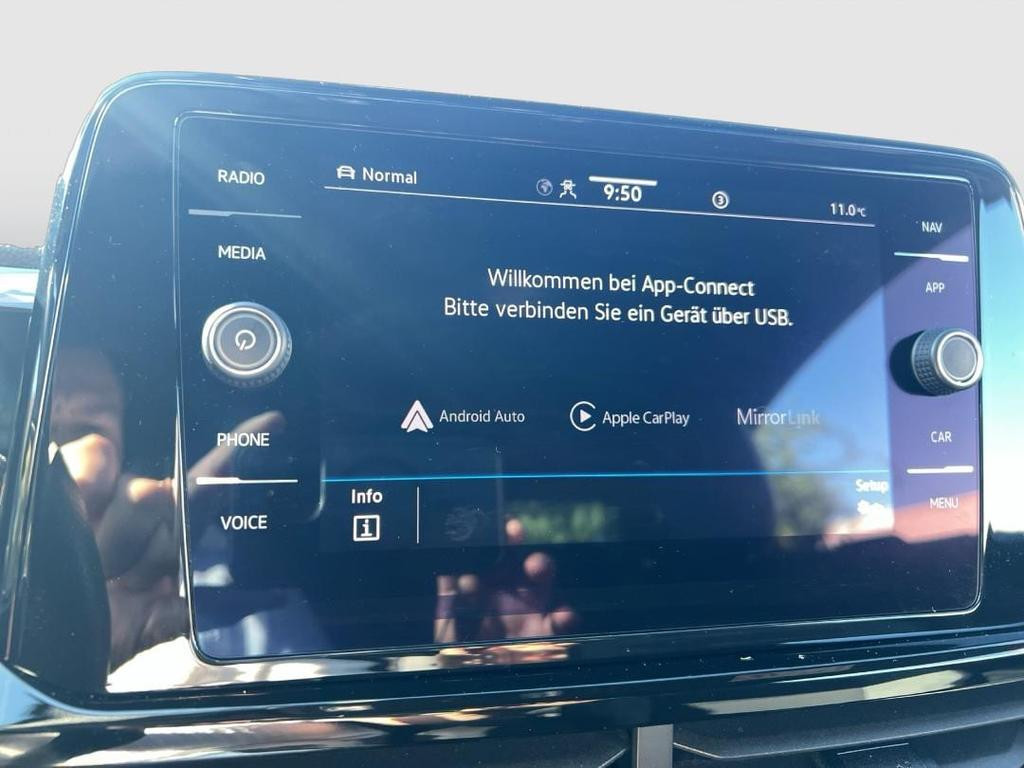 RADIO
MEDIA
PHONE
VOICE
Normal
9:50
3
11.0°C
Willkommen bei App-Connect
Bitte verbinden Sie ein Gerät über USB.
Android Auto
Apple CarPlay
MirrorLink
Info
i
Setup
NAV
APP
CAR
MENU